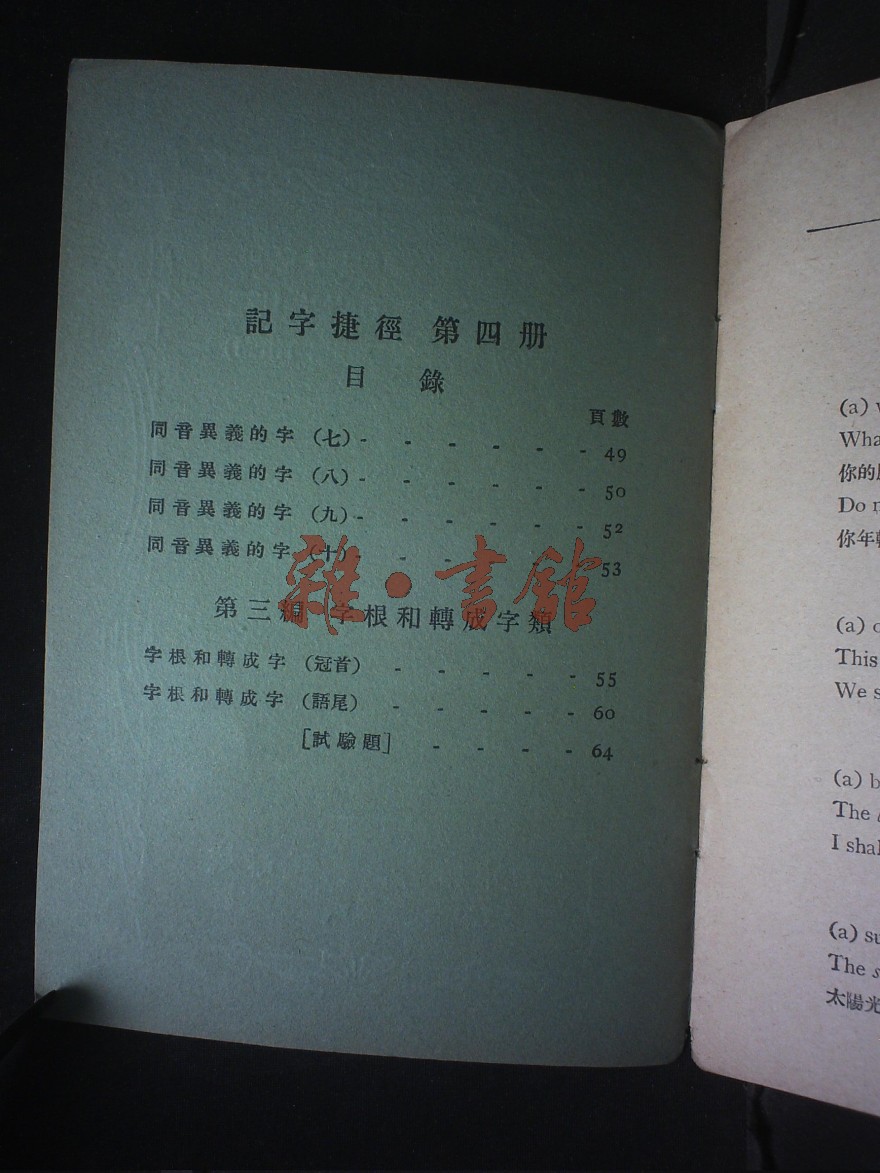 記字捷徑 第四册
目 錄
頁數
同音異義的字 (七) - - - - - - 49
同音異義的字 (八) - - - - - - 50
同音異義的字 (九) - - - - - - 52
同音異義的字 (十) - - - 53
雜·書館
第三編 字根和轉成字類
字根和轉成字 (冠首) - - - - - 55
字根和轉成字 (語尾) - - - - - 60
[試驗題] - - - - 64
(a)
你的
Do
你年
(a)
This
We s
(a) b
The
I shal
(a) su
The s
太陽光